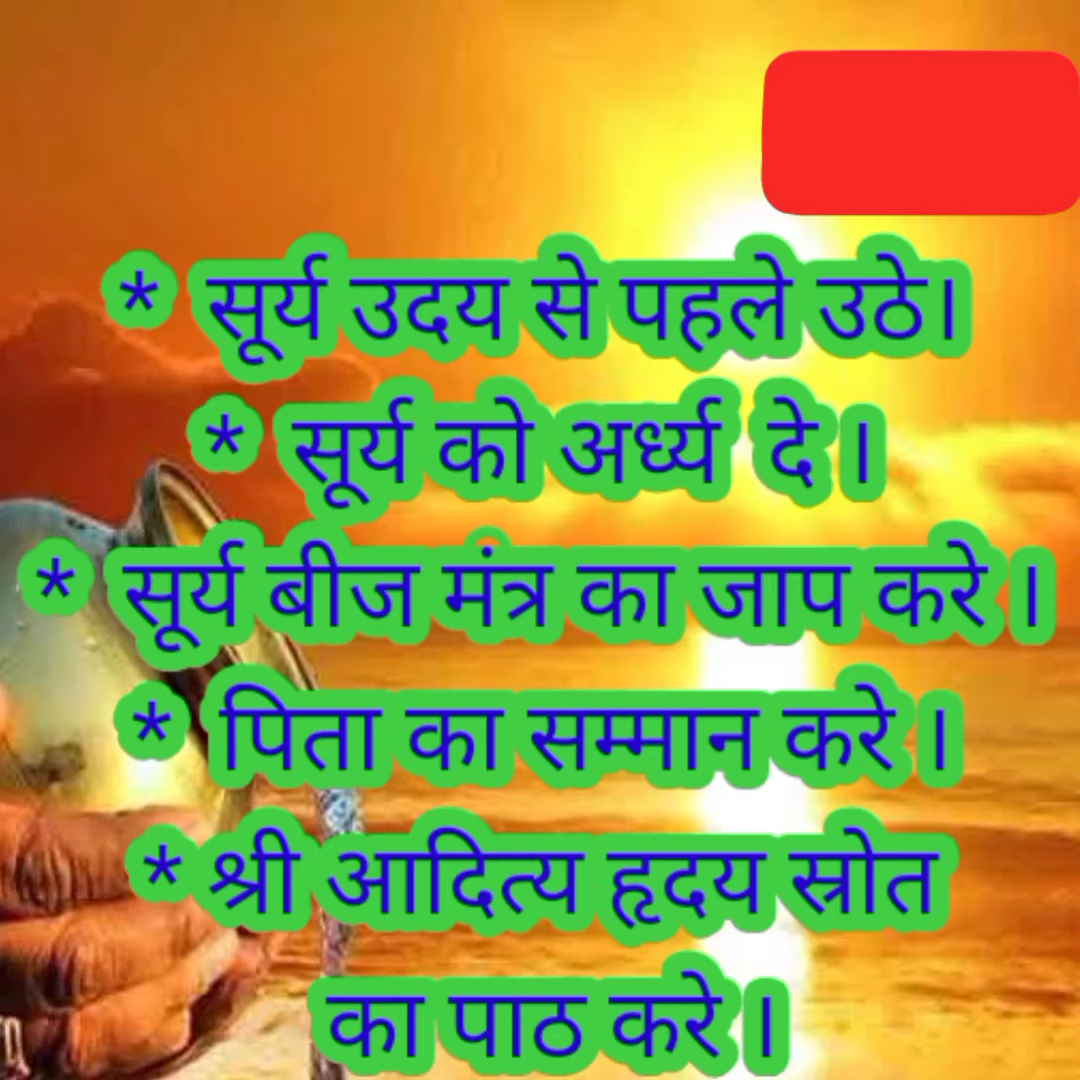 * सूर्य उदय से पहले उठे।
* सूर्य को अर्ध्य दे ।
* सूर्य बीज मंत्र का जाप करे ।
* पिता का सम्मान करे ।
* श्री आदित्य हृदय स्रोत
का पाठ करे ।